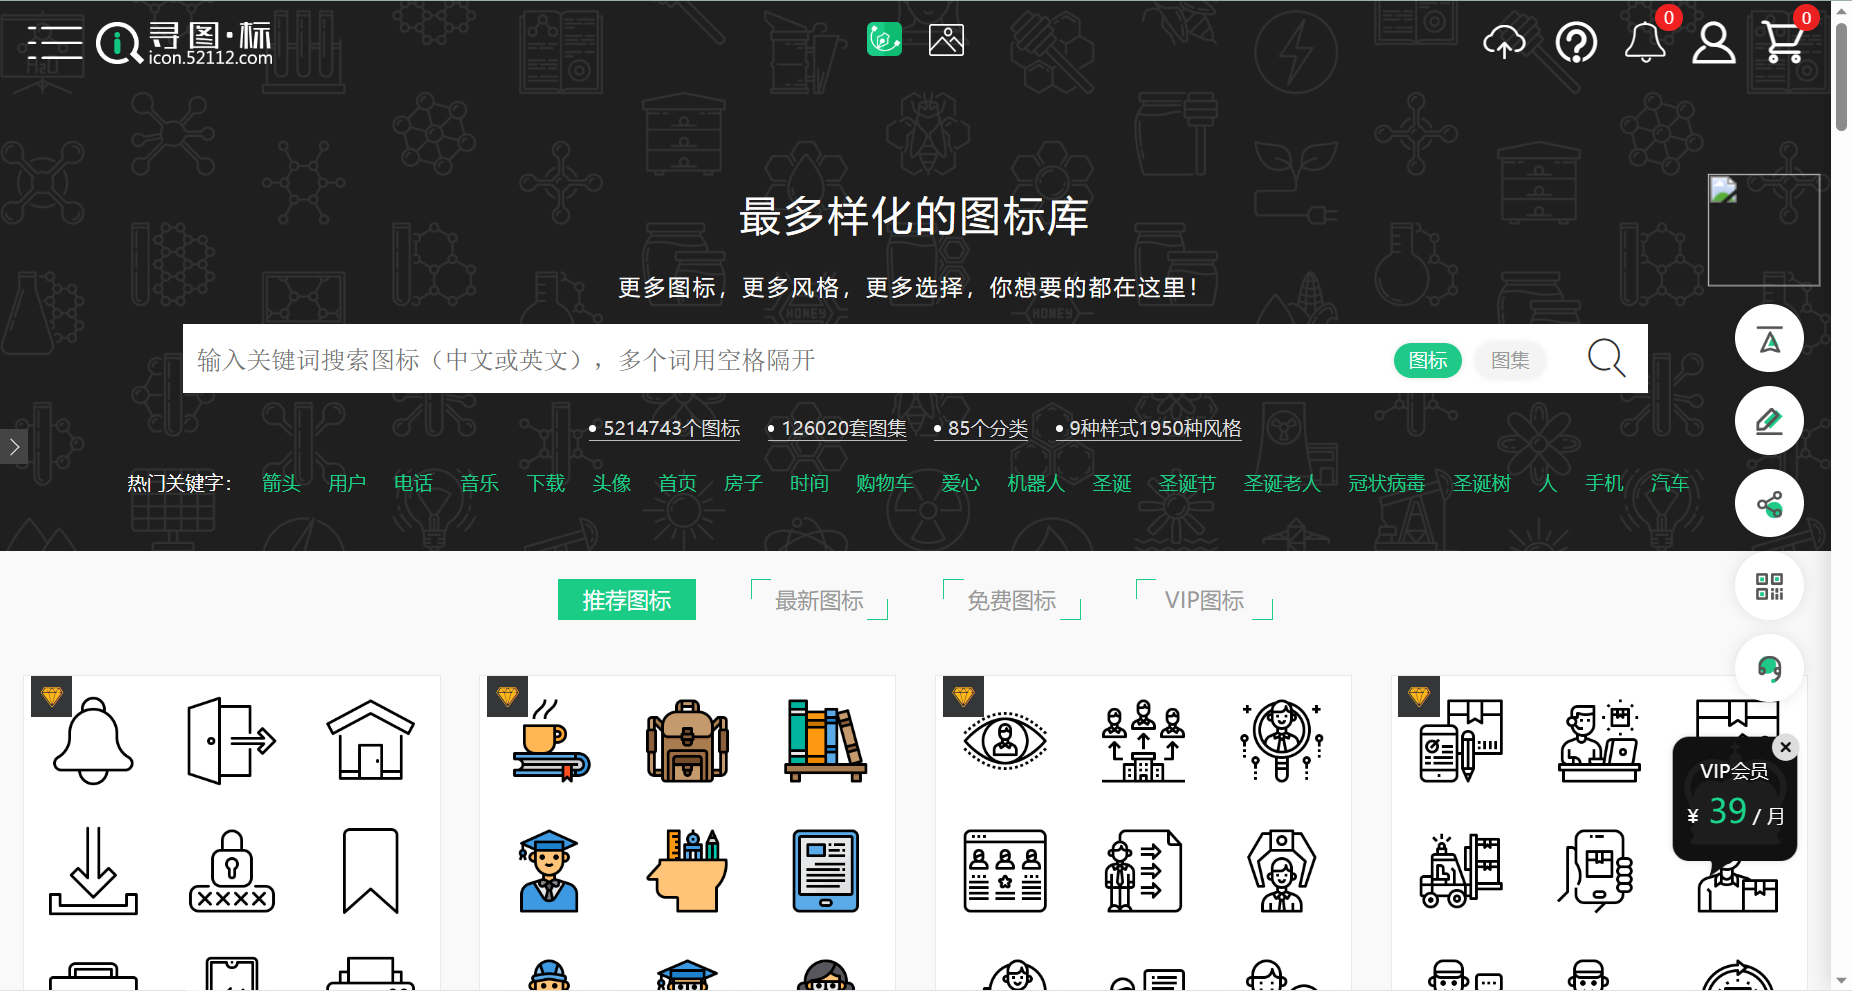 寻图·标
icon.52112.com
0
0
最多样化的图标库
更多图标，更多风格，更多选择，你想要的都在这里！
输入关键词搜索图标（中文或英文），多个词用空格隔开
图标
图集
5214743个图标
126020套图集
85个分类
9种样式1950种风格
热门关键字： 箭头 用户 电话 音乐 下载 头像 首页 房子 时间 购物车 爱心 机器人 圣诞 圣诞节 圣诞老人 冠状病毒 圣诞树 人 手机 汽车
推荐图标
最新图标
免费图标
VIP图标
VIP会员
¥ 39 / 月
HONEY
HONEY